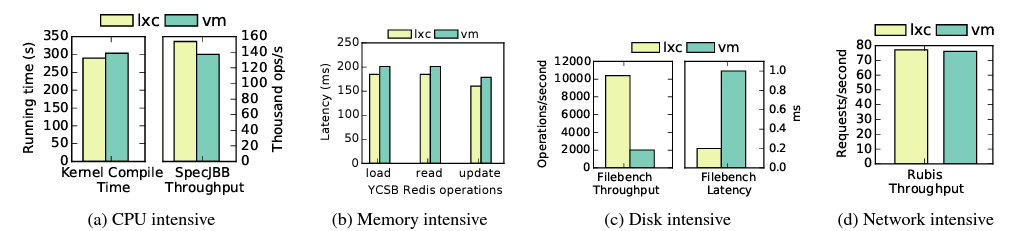 lxc vm
Running time (s)
350
300
250
200
150
100
50
0
160
140
120
100
80
60
40
20
0
Thousand ops/s
Kernel Compile Time
SpecJBB Throughput
(a) CPU intensive
lxc vm
Latency (ms)
250
200
150
100
50
0
load read update
YCSB Redis operations
(b) Memory intensive
lxc vm
Operations/second
12000
10000
8000
6000
4000
2000
0
1.0
0.8
0.6
0.4
0.2
0.0
ms
Filebench Throughput
Filebench Latency
(c) Disk intensive
lxc vm
Requests/second
80
70
60
50
40
30
20
10
0
Rubis
Throughput
(d) Network intensive